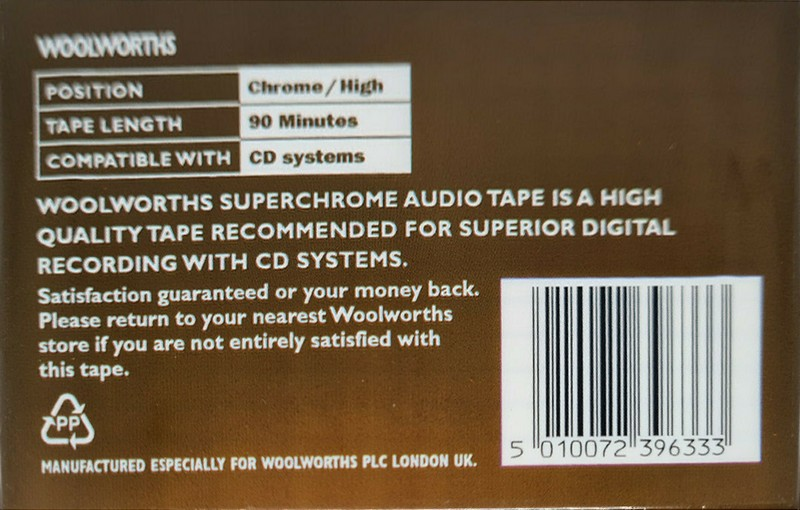 WOOLWORTHS
POSITION Chrome/High
TAPE LENGTH 90 Minutes
COMPATIBLE WITH CD systems
WOOLWORTHS SUPERCHROME AUDIO TAPE IS A HIGH
QUALITY TAPE RECOMMENDED FOR SUPERIOR DIGITAL
RECORDING WITH CD SYSTEMS.
Satisfaction guaranteed or your money back.
Please return to your nearest Woolworths
store if you are not entirely satisfied with
this tape.
PP
MANUFACTURED ESPECIALLY FOR WOOLWORTHS PLC LONDON UK.
5 010072 396333